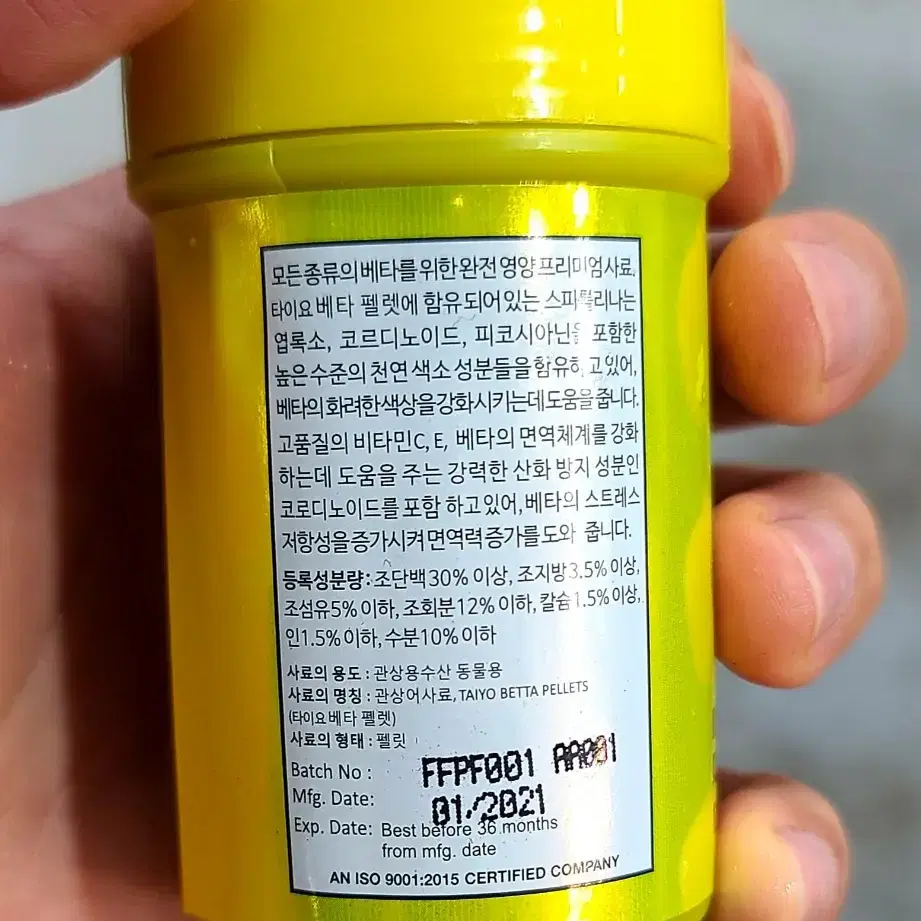 모든 종류의 베타를 위한 완전 영양 프리미엄 사료.
타이요 베타 펠렛에 함유되어 있는 스피룰리나는
엽록소, 코르디노이드, 피코시아닌을 포함한
높은 수준의 천연 색소 성분들을 함유하고 있어,
베타의 화려한 색상을 강화시키는데 도움을 줍니다.
고품질의 비타민C, E, 베타의 면역체계를 강화
하는데 도움을 주는 강력한 산화 방지 성분인
코로디노이드를 포함 하고 있어, 베타의 스트레스
저항성을 증가시켜 면역력 증가를 도와 줍니다.
등록성분량 : 조단백 30% 이상, 조지방 3.5% 이상,
조섬유5% 이하, 조회분 12% 이하, 칼슘 1.5% 이상,
인1.5% 이하, 수분10% 이하
사료의 용도 : 관상용수산 동물용
사료의 명칭 : 관상어사료, TAIYO BETTA PELLETS
(타이요 베타 펠렛)
사료의 형태 : 펠릿
Batch No : FFPF001 AA001
Mfg. Date: 01/2021
Exp. Date: Best before 36 months
from mfg. date
AN ISO 9001:2015 CERTIFIED COMPANY